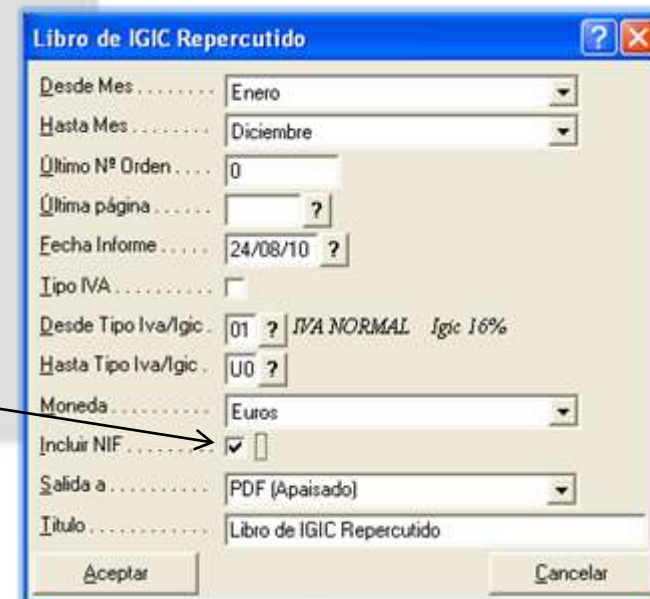 Libro de IGIC Repercutido
Desde Mes ........ Enero
Hasta Mes ........ Diciembre
Último Nº Orden .... 0
Última página ...... ?
Fecha Informe ..... 24/08/10 ?
Tipo IVA ..........
Desde Tipo Iva/Igic . 01 ? IVA NORMAL Igic 16%
Hasta Tipo Iva/Igic . U0 ?
Moneda .......... Euros
Incluir NIF .........
Salida a .......... PDF (Apaisado)
Título ............ Libro de IGIC Repercutido
Aceptar Cancelar